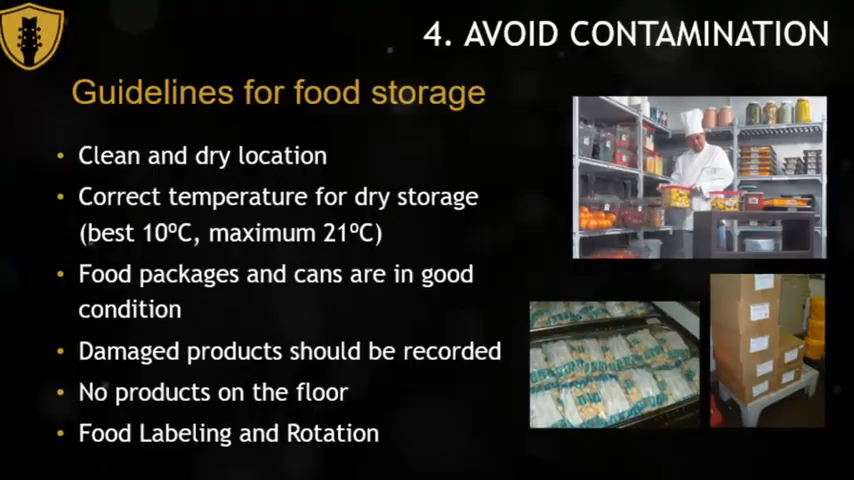 4. AVOID CONTAMINATION
Guidelines for food storage
• Clean and dry location
• Correct temperature for dry storage
(best 10ºC, maximum 21ºC)
• Food packages and cans are in good
condition
• Damaged products should be recorded
• No products on the floor
• Food Labeling and Rotation